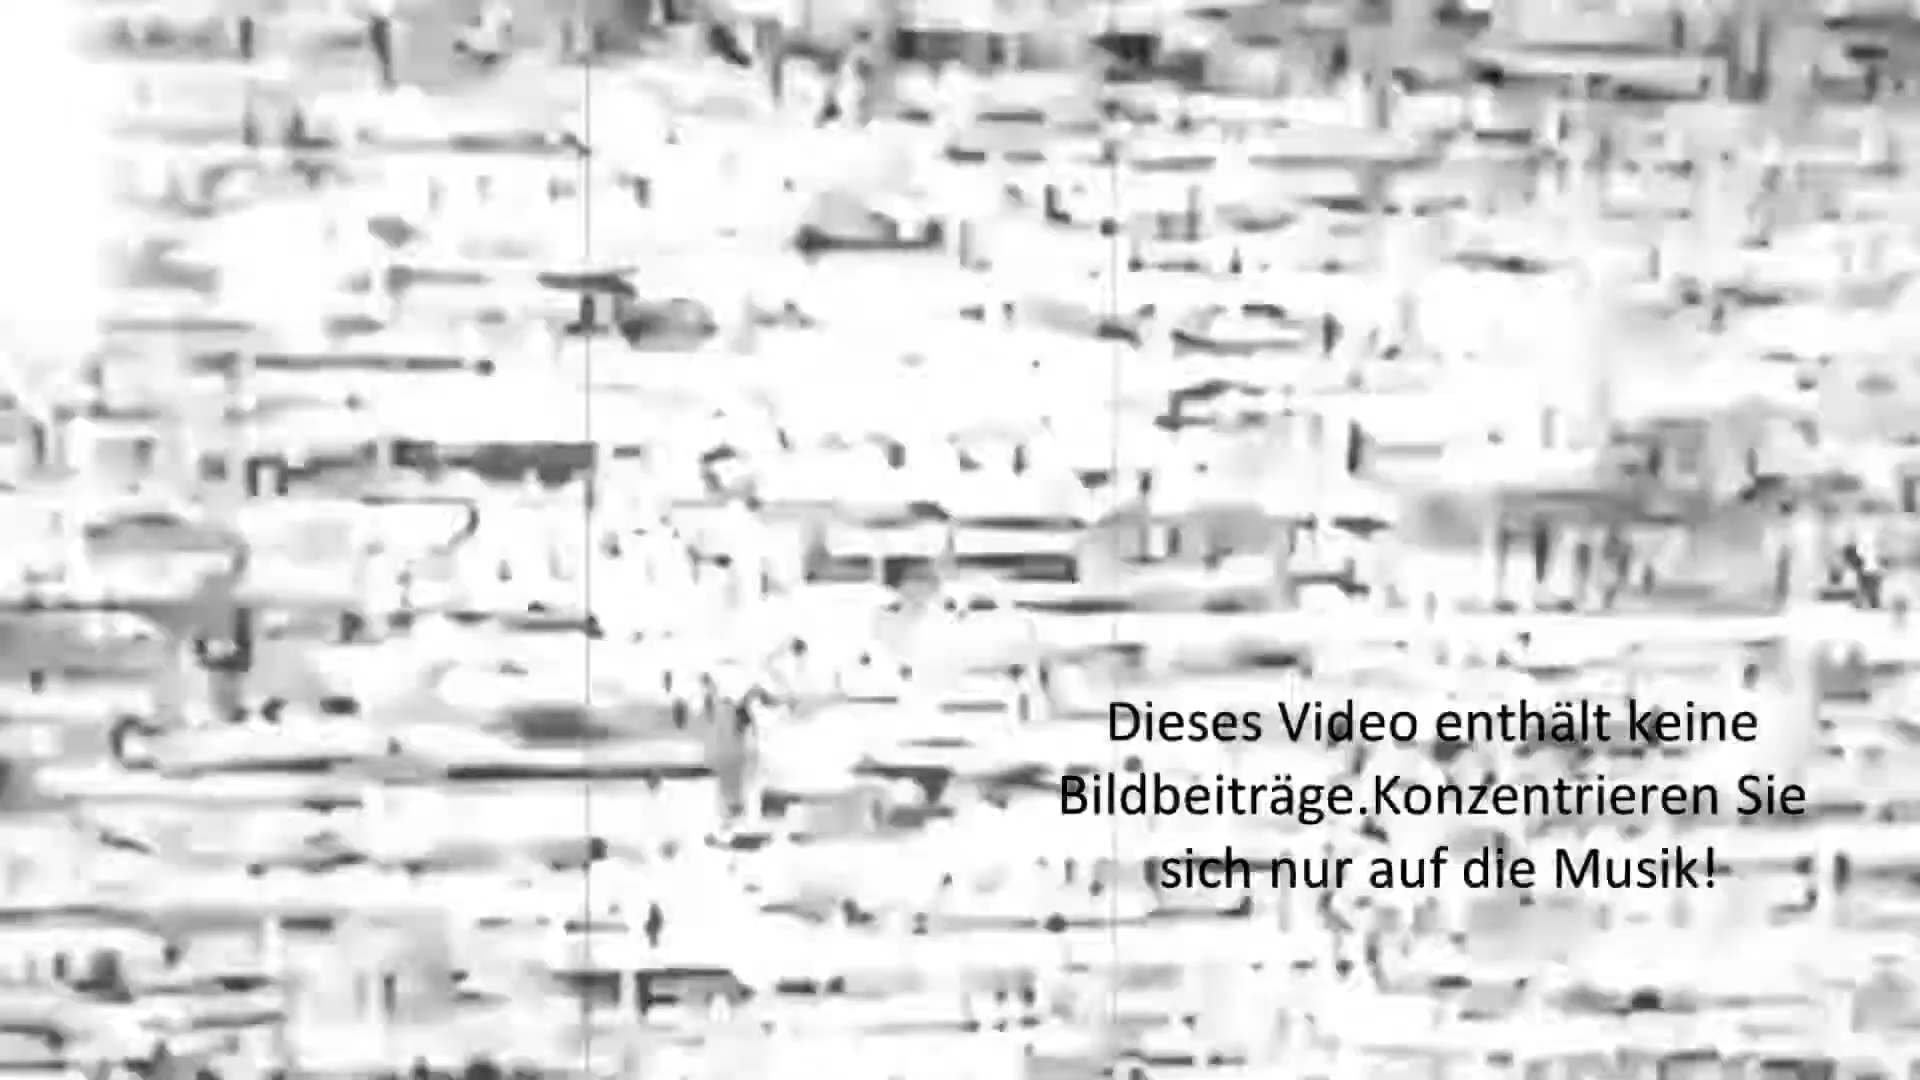 Dieses Video enthält keine
Bildbeiträge.Konzentrieren Sie
sich nur auf die Musik!